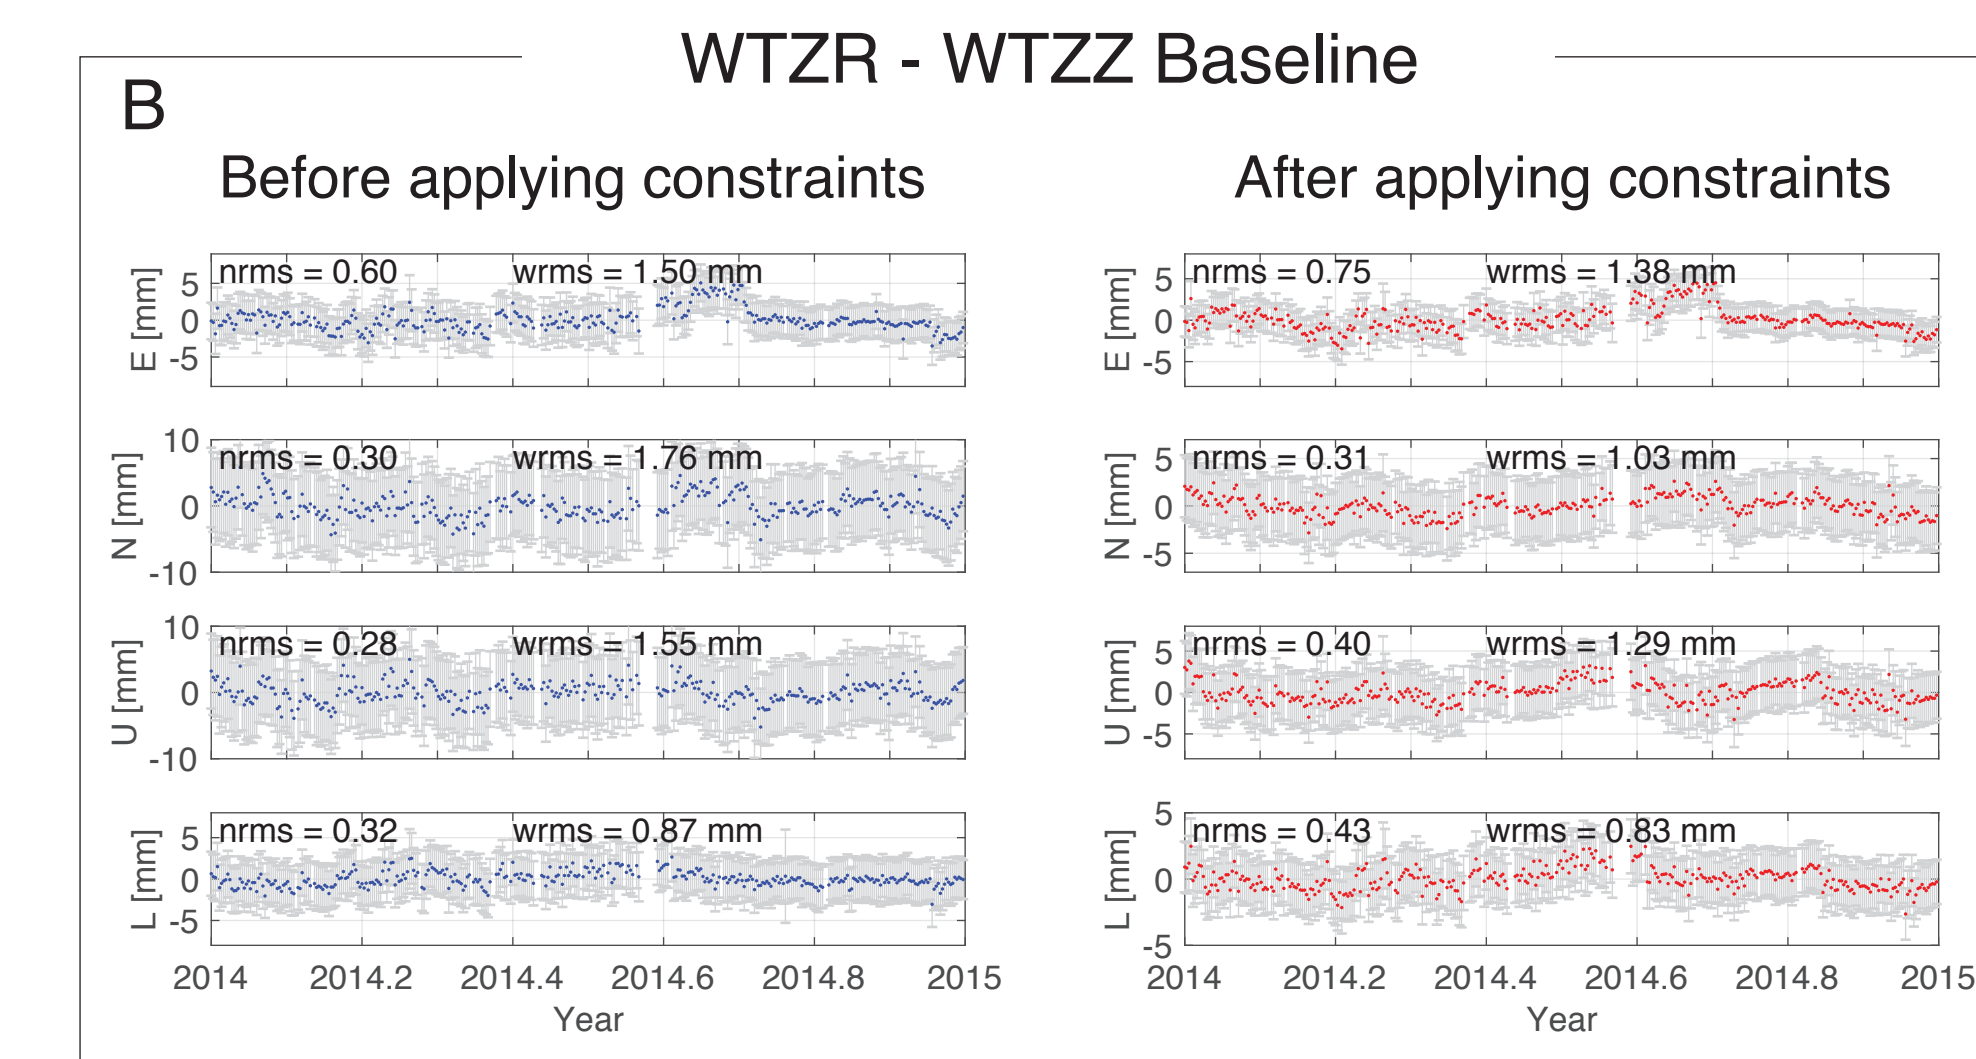 WTZR - WTZZ Baseline
B
Before applying constraints
E [mm]
5
0
-5
nrms = 0.60 wrms = 1.50 mm
N [mm]
10
0
-10
nrms = 0.30 wrms = 1.76 mm
U [mm]
10
0
-10
nrms = 0.28 wrms = 1.55 mm
L [mm]
5
0
-5
nrms = 0.32 wrms = 0.87 mm
2014 2014.2 2014.4 2014.6 2014.8 2015
Year
After applying constraints
E [mm]
5
0
-5
nrms = 0.75 wrms = 1.38 mm
N [mm]
5
0
-5
nrms = 0.31 wrms = 1.03 mm
U [mm]
5
0
-5
nrms = 0.40 wrms = 1.29 mm
L [mm]
5
0
-5
nrms = 0.43 wrms = 0.83 mm
2014 2014.2 2014.4 2014.6 2014.8 2015
Year